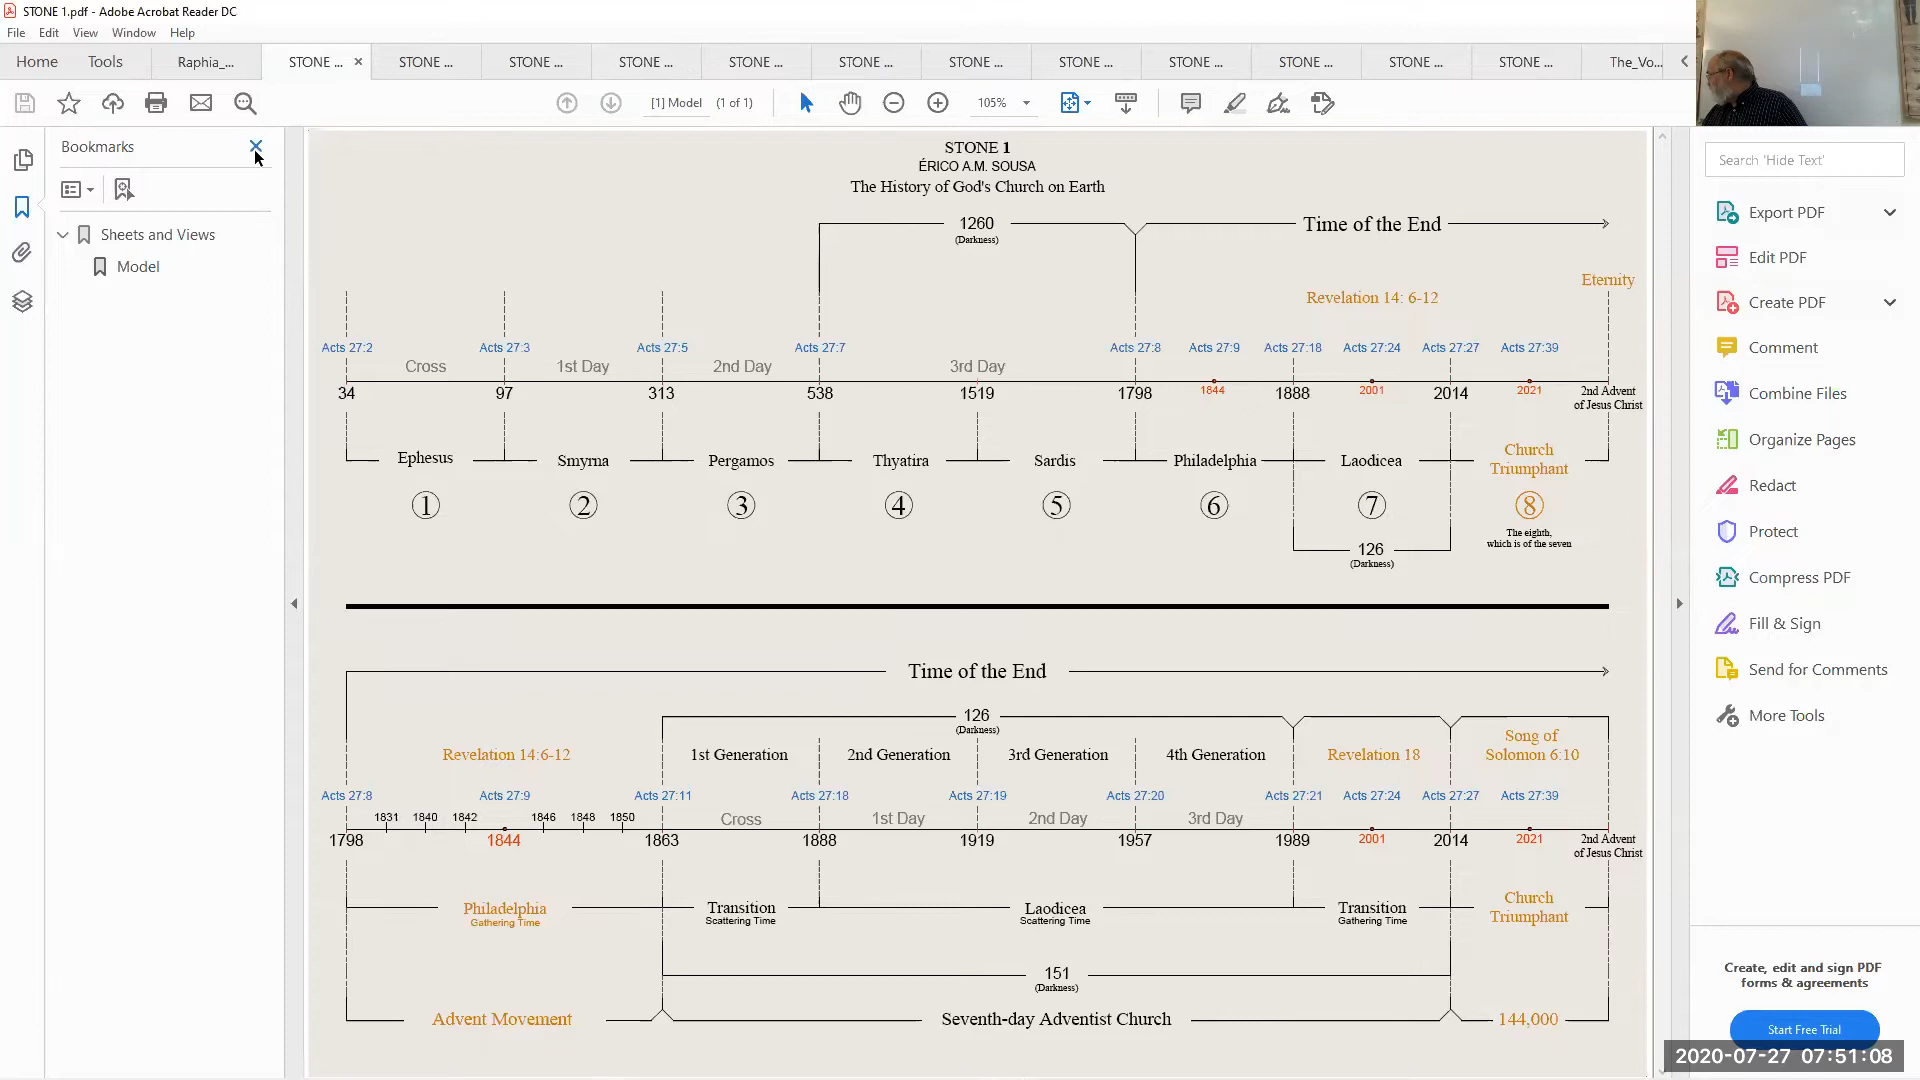 STONE 1.pdf - Adobe Acrobat Reader DC
File Edit View Window Help
Home Tools Raphia_... STONE ... × STONE ... STONE ... STONE ... STONE ... STONE ... STONE ... STONE ... STONE ... STONE ... STONE ... STONE ... The_Vo...
[1] Model (1 of 1) 105%
Bookmarks
Sheets and Views
Model
STONE 1
ÉRICO A.M. SOUSA
The History of God's Church on Earth
1260
(Darkness)
Time of the End
Eternity
Revelation 14: 6-12
Acts 27:2 Acts 27:3 Acts 27:5 Acts 27:7 Acts 27:8 Acts 27:9 Acts 27:18 Acts 27:24 Acts 27:27 Acts 27:39
Cross 1st Day 2nd Day 3rd Day
34 97 313 538 1519 1798 1844 1888 2001 2014 2021 2nd Advent
of Jesus Christ
Ephesus Smyrna Pergamos Thyatira Sardis Philadelphia Laodicea Church
Triumphant
1 2 3 4 5 6 7 8
The eighth,
which is of the seven
126
(Darkness)
Time of the End
126
(Darkness)
Revelation 14:6-12 1st Generation 2nd Generation 3rd Generation 4th Generation Revelation 18 Song of
Solomon 6:10
Acts 27:8 Acts 27:9 Acts 27:11 Acts 27:18 Acts 27:19 Acts 27:20 Acts 27:21 Acts 27:24 Acts 27:27 Acts 27:39
1831 1840 1842 1846 1848 1850 Cross 1st Day 2nd Day 3rd Day
1798 1844 1863 1888 1919 1957 1989 2001 2014 2021 2nd Advent
of Jesus Christ
Philadelphia
Gathering Time
Transition
Scattering Time
Laodicea
Scattering Time
Transition
Gathering Time
Church
Triumphant
151
(Darkness)
Advent Movement Seventh-day Adventist Church 144,000
Search 'Hide Text'
Export PDF
Edit PDF
Create PDF
Comment
Combine Files
Organize Pages
Redact
Protect
Compress PDF
Fill & Sign
Send for Comments
More Tools
Create, edit and sign PDF
forms & agreements
Start Free Trial
2020-07-27 07:51:08